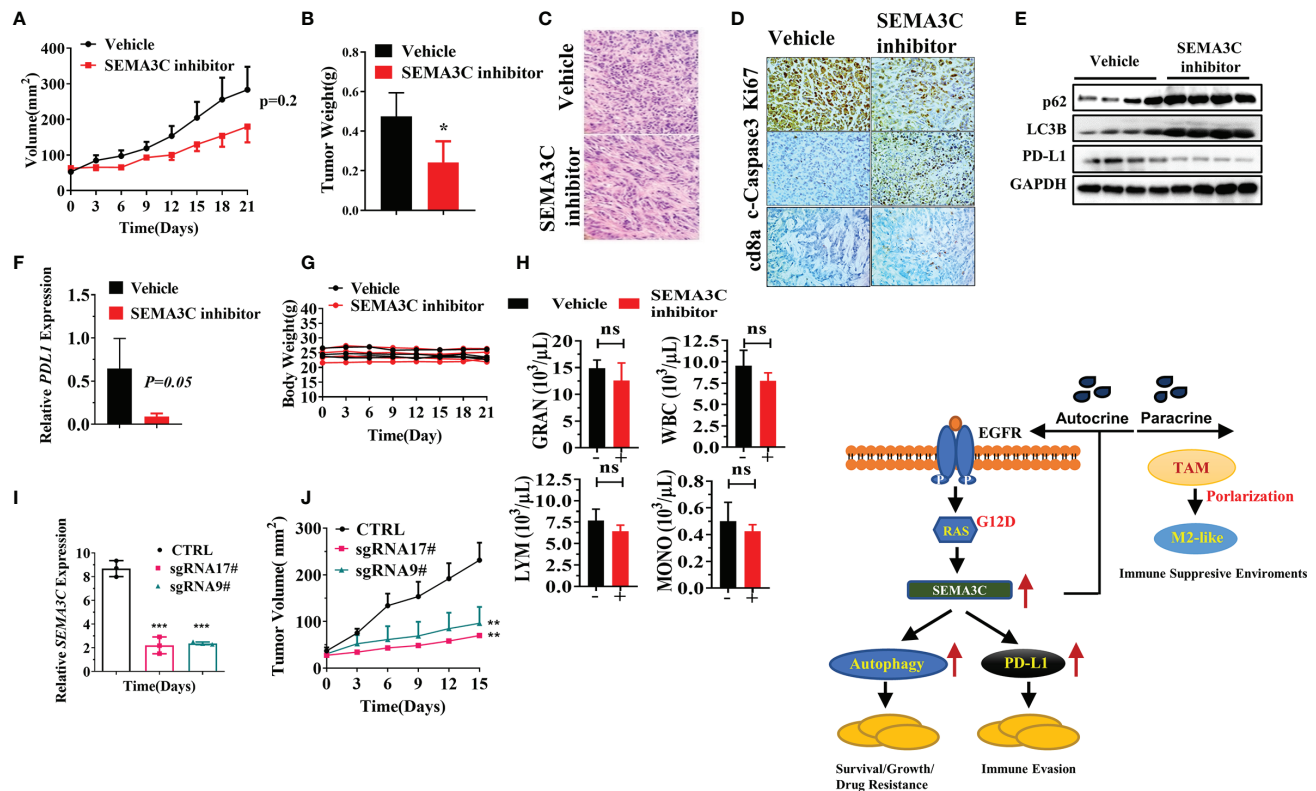 A
Vehicle
SEMA3C inhibitor
400
300
200
100
0
Volume(mm²)
p=0.2
0 3 6 9 12 15 18 21
Time(Days)
B
Vehicle
SEMA3C inhibitor
0.8
0.6
0.4
0.2
0.0
Tumor Weight(g)
*
C
Vehicle
SEMA3C
inhibitor
D
Vehicle
SEMA3C
inhibitor
Ki67
c-Caspase3
cd8a
E
Vehicle
SEMA3C
inhibitor
p62
LC3B
PD-L1
GAPDH
F
Vehicle
SEMA3C inhibitor
1.5
1.0
0.5
0.0
Relative PDL1 Expression
P=0.05
G
Vehicle
SEMA3C inhibitor
30
25
20
15
10
Body Weight(g)
0 3 6 9 12 15 18 21
Time(Day)
H
Vehicle
SEMA3C
inhibitor
ns
20
15
10
5
0
GRAN (10³/µL)
- +
ns
12.5
10.0
7.5
5.0
2.5
0.0
WBC (10³/µL)
- +
ns
12.5
10.0
7.5
5.0
2.5
0.0
LYM (10³/µL)
- +
ns
0.8
0.6
0.4
0.2
0.0
MONO (10³/µL)
- +
I
CTRL
sgRNA17#
sgRNA9#
10
8
6
4
2
0
Relative SEMA3C Expression
*** ***
Time(Days)
J
CTRL
sgRNA17#
sgRNA9#
300
200
100
0
Tumor Volume( mm²)
**
**
0 3 6 9 12 15
Time(Days)
Autocrine Paracrine
EGFR
P P
TAM
Porlarization
M2-like
Immune Suppresive Enviroments
RAS
G12D
SEMA3C
Autophagy
PD-L1
Survival/Growth/
Drug Resistance
Immune Evasion